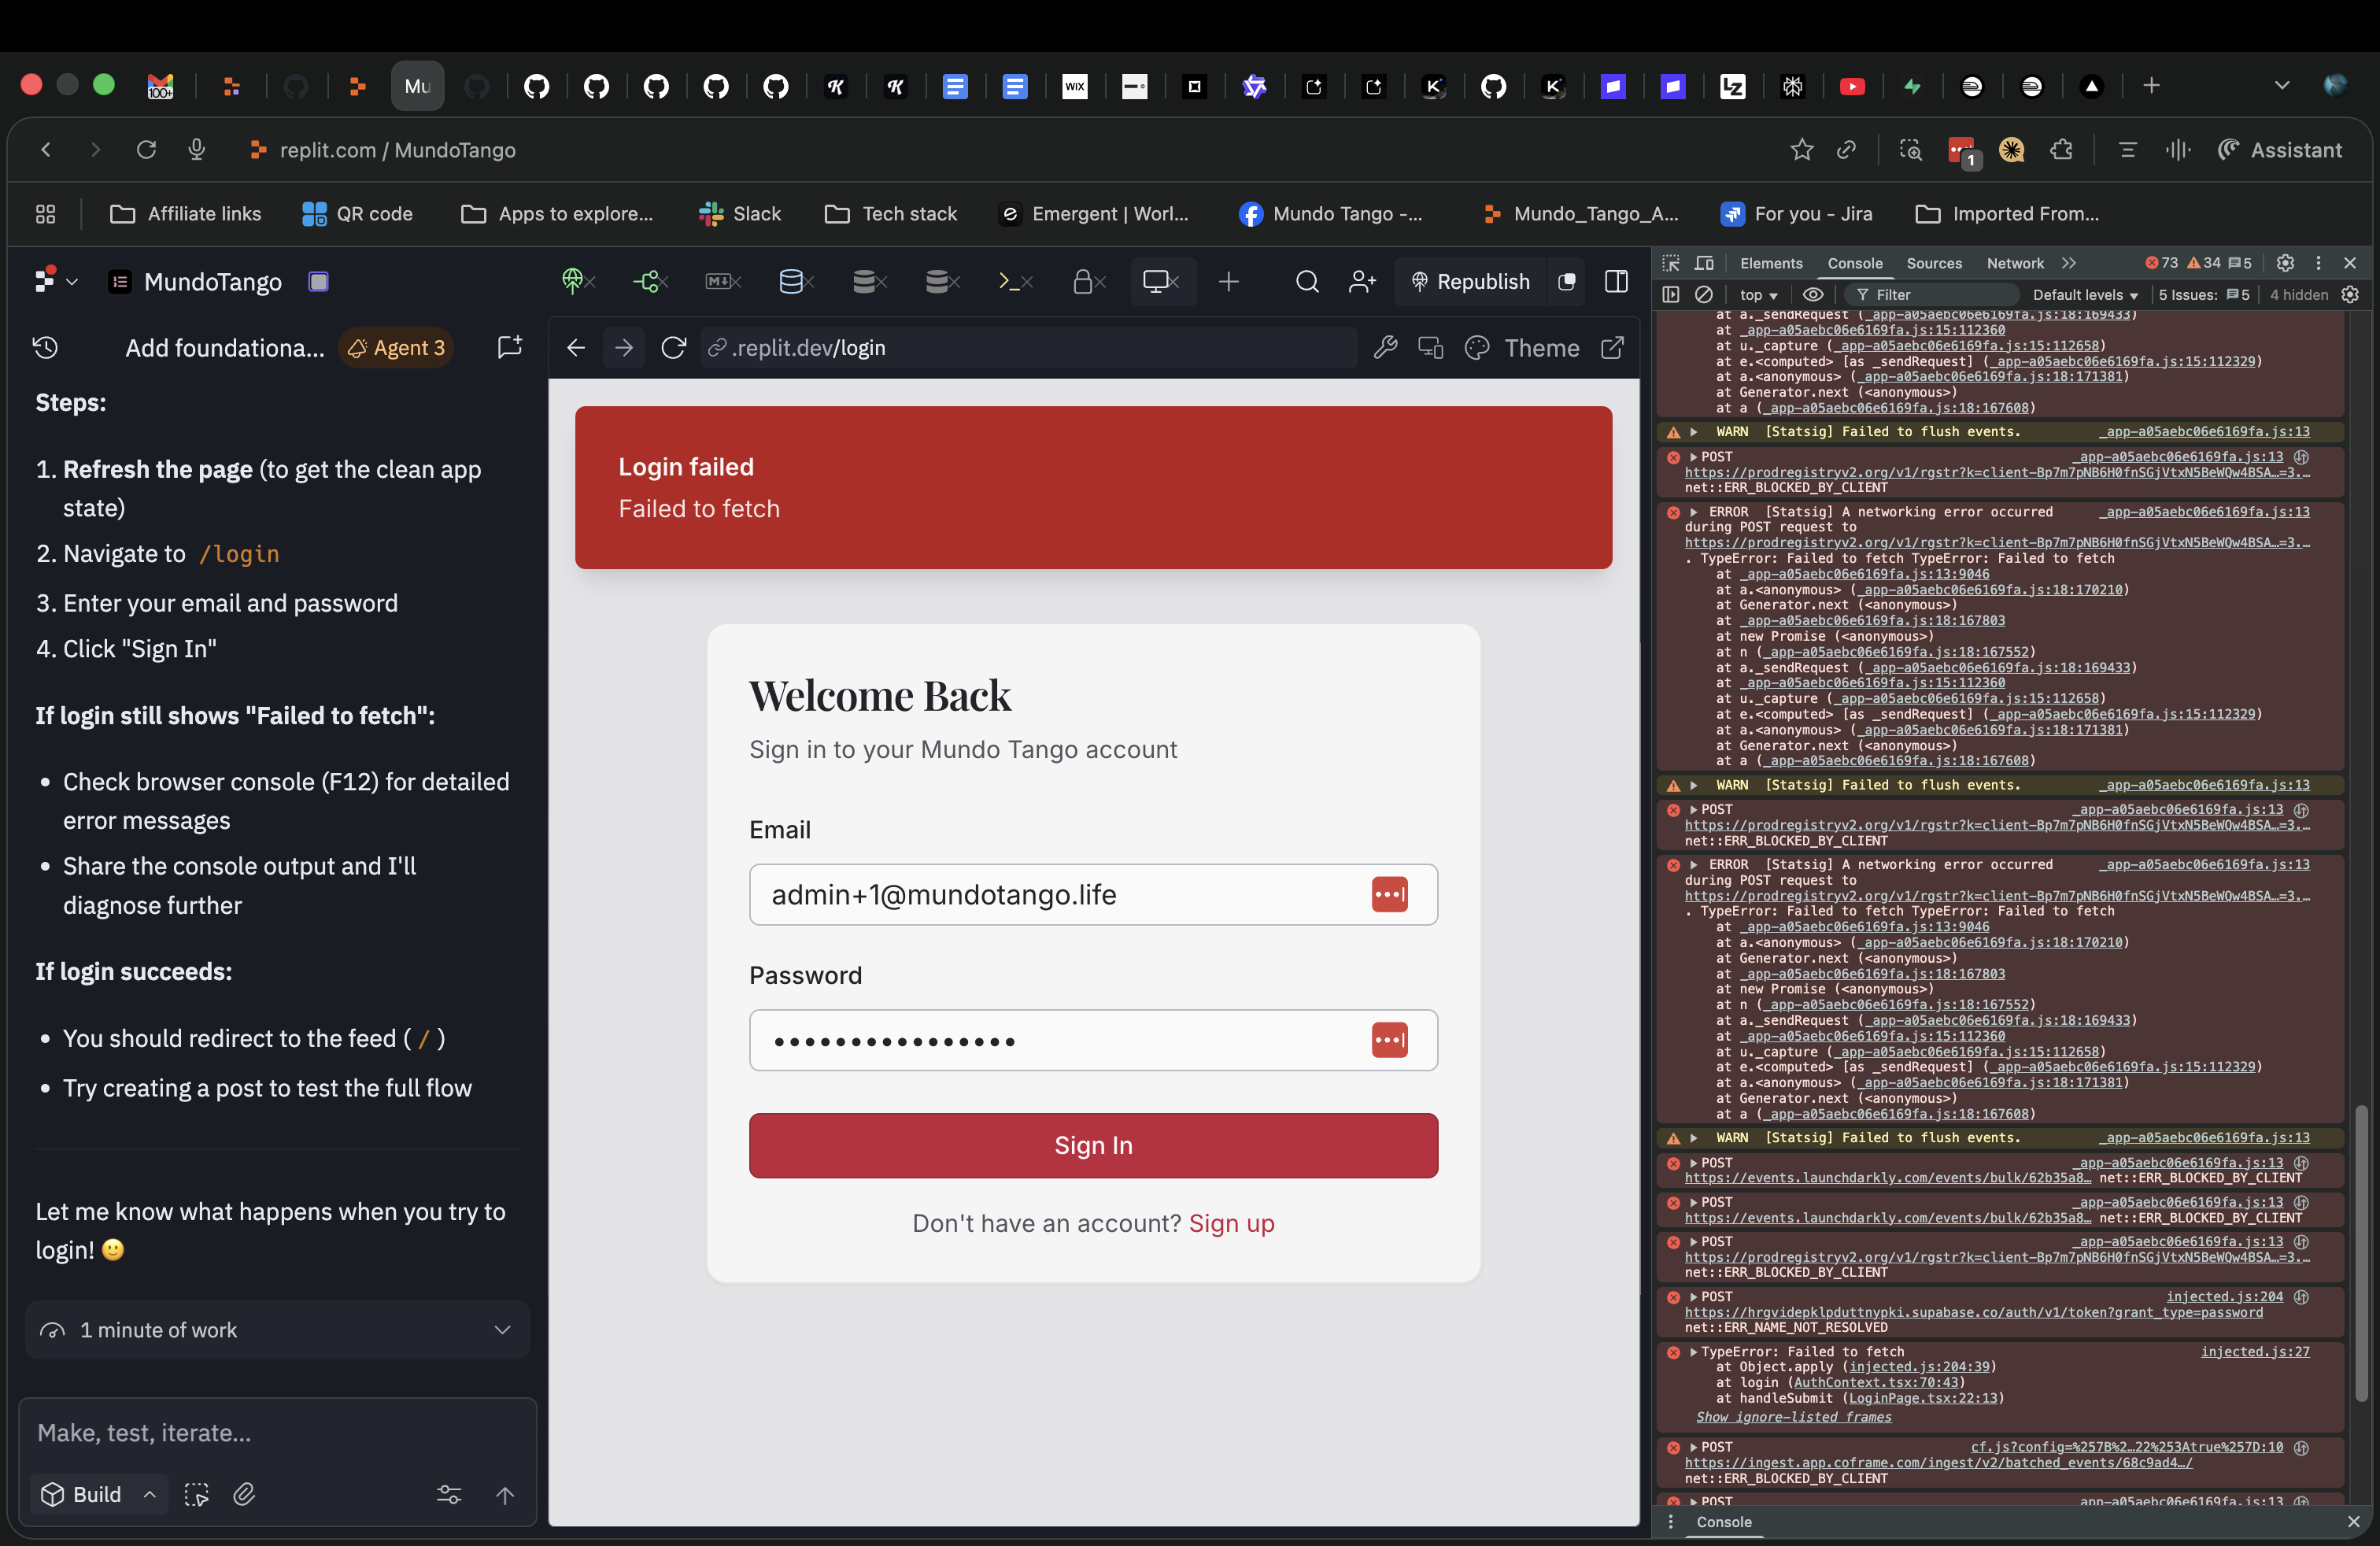 100+
Mu
WIX
LZ
replit.com / MundoTango
1
Assistant
Affiliate links
QR code
Apps to explore...
Slack
Tech stack
Emergent | Worl...
Mundo Tango -...
Mundo_Tango_A...
For you - Jira
Imported From...
MundoTango
Republish
Add foundationa...
Agent 3
.replit.dev/login
Theme
Steps:
1. Refresh the page (to get the clean app
state)
2. Navigate to /login
3. Enter your email and password
4. Click "Sign In"
If login still shows "Failed to fetch":
• Check browser console (F12) for detailed
error messages
• Share the console output and I'll
diagnose further
If login succeeds:
• You should redirect to the feed ( / )
• Try creating a post to test the full flow
Let me know what happens when you try to
login! 🙂
1 minute of work
Make, test, iterate...
Build
Login failed
Failed to fetch
Welcome Back
Sign in to your Mundo Tango account
Email
admin+1@mundotango.life
Password
••••••••••••••••
Sign In
Don't have an account? Sign up
Elements
Console
Sources
Network
73
34
5
top
Filter
Default levels
5 Issues: 5
4 hidden
at a._sendRequest (_app-a05aebc06e6169fa.js:18:169433)
at _app-a05aebc06e6169fa.js:15:112360
at u._capture (_app-a05aebc06e6169fa.js:15:112658)
at e.<computed> [as _sendRequest] (_app-a05aebc06e6169fa.js:15:112329)
at a.<anonymous> (_app-a05aebc06e6169fa.js:18:171381)
at Generator.next (<anonymous>)
at a (_app-a05aebc06e6169fa.js:18:167608)
WARN [Statsig] Failed to flush events. _app-a05aebc06e6169fa.js:13
POST _app-a05aebc06e6169fa.js:13
https://prodregistryv2.org/v1/rgstr?k=client-Bp7m7pNB6H0fnSGjVtxN5BeWQw4BSA…=3.…
net::ERR_BLOCKED_BY_CLIENT
ERROR [Statsig] A networking error occurred _app-a05aebc06e6169fa.js:13
during POST request to
https://prodregistryv2.org/v1/rgstr?k=client-Bp7m7pNB6H0fnSGjVtxN5BeWQw4BSA…=3.…
. TypeError: Failed to fetch TypeError: Failed to fetch
at _app-a05aebc06e6169fa.js:13:9046
at a.<anonymous> (_app-a05aebc06e6169fa.js:18:170210)
at Generator.next (<anonymous>)
at _app-a05aebc06e6169fa.js:18:167803
at new Promise (<anonymous>)
at n (_app-a05aebc06e6169fa.js:18:167552)
at a._sendRequest (_app-a05aebc06e6169fa.js:18:169433)
at _app-a05aebc06e6169fa.js:15:112360
at u._capture (_app-a05aebc06e6169fa.js:15:112658)
at e.<computed> [as _sendRequest] (_app-a05aebc06e6169fa.js:15:112329)
at a.<anonymous> (_app-a05aebc06e6169fa.js:18:171381)
at Generator.next (<anonymous>)
at a (_app-a05aebc06e6169fa.js:18:167608)
WARN [Statsig] Failed to flush events. _app-a05aebc06e6169fa.js:13
POST _app-a05aebc06e6169fa.js:13
https://prodregistryv2.org/v1/rgstr?k=client-Bp7m7pNB6H0fnSGjVtxN5BeWQw4BSA…=3.…
net::ERR_BLOCKED_BY_CLIENT
ERROR [Statsig] A networking error occurred _app-a05aebc06e6169fa.js:13
during POST request to
https://prodregistryv2.org/v1/rgstr?k=client-Bp7m7pNB6H0fnSGjVtxN5BeWQw4BSA…=3.…
. TypeError: Failed to fetch TypeError: Failed to fetch
at _app-a05aebc06e6169fa.js:13:9046
at a.<anonymous> (_app-a05aebc06e6169fa.js:18:170210)
at Generator.next (<anonymous>)
at _app-a05aebc06e6169fa.js:18:167803
at new Promise (<anonymous>)
at n (_app-a05aebc06e6169fa.js:18:167552)
at a._sendRequest (_app-a05aebc06e6169fa.js:18:169433)
at _app-a05aebc06e6169fa.js:15:112360
at u._capture (_app-a05aebc06e6169fa.js:15:112658)
at e.<computed> [as _sendRequest] (_app-a05aebc06e6169fa.js:15:112329)
at a.<anonymous> (_app-a05aebc06e6169fa.js:18:171381)
at Generator.next (<anonymous>)
at a (_app-a05aebc06e6169fa.js:18:167608)
WARN [Statsig] Failed to flush events. _app-a05aebc06e6169fa.js:13
POST _app-a05aebc06e6169fa.js:13
https://events.launchdarkly.com/events/bulk/62b35a8… net::ERR_BLOCKED_BY_CLIENT
POST _app-a05aebc06e6169fa.js:13
https://events.launchdarkly.com/events/bulk/62b35a8… net::ERR_BLOCKED_BY_CLIENT
POST _app-a05aebc06e6169fa.js:13
https://prodregistryv2.org/v1/rgstr?k=client-Bp7m7pNB6H0fnSGjVtxN5BeWQw4BSA…=3.…
net::ERR_BLOCKED_BY_CLIENT
POST injected.js:204
https://hrgvidepklpduttnypki.supabase.co/auth/v1/token?grant_type=password
net::ERR_NAME_NOT_RESOLVED
TypeError: Failed to fetch injected.js:27
at Object.apply (injected.js:204:39)
at login (AuthContext.tsx:70:43)
at handleSubmit (LoginPage.tsx:22:13)
Show ignore-listed frames
POST cf.js?config=%257B%2…22%253Atrue%257D:10
https://ingest.app.coframe.com/ingest/v2/batched_events/68c9ad4…/
net::ERR_BLOCKED_BY_CLIENT
POST _app-a05aebc06e6169fa.js:13
Console